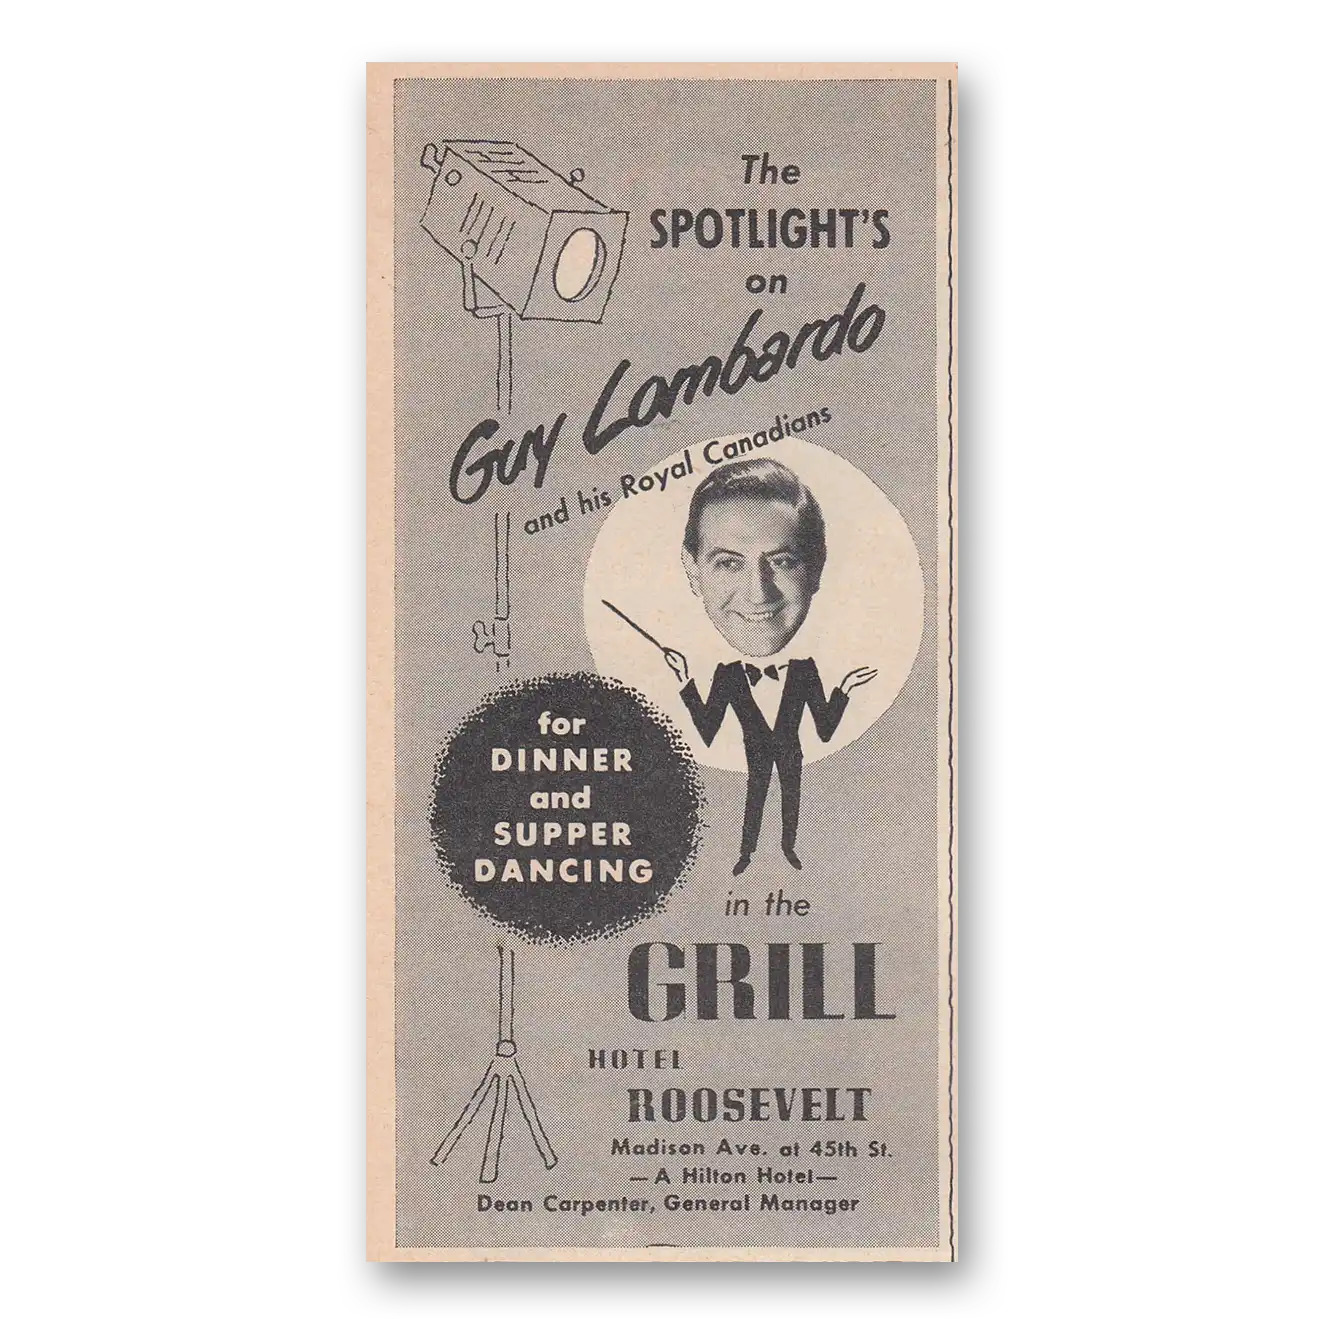 The
SPOTLIGHT'S
on
Guy Lombardo
and his Royal Canadians
for
DINNER
and
SUPPER
DANCING
in the
GRILL
HOTEL
ROOSEVELT
Madison Ave. at 45th St.
—A Hilton Hotel—
Dean Carpenter, General Manager